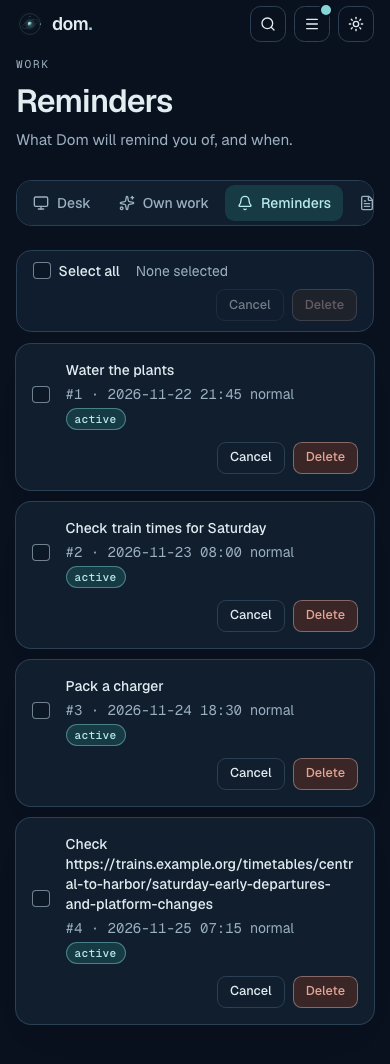 dom.
WORK
Reminders
What Dom will remind you of, and when.
Desk Own work Reminders
Select all None selected
Cancel Delete
Water the plants
#1 · 2026-11-22 21:45 normal
active
Cancel Delete
Check train times for Saturday
#2 · 2026-11-23 08:00 normal
active
Cancel Delete
Pack a charger
#3 · 2026-11-24 18:30 normal
active
Cancel Delete
Check
https://trains.example.org/timetables/centr
al-to-harbor/saturday-early-departures-
and-platform-changes
#4 · 2026-11-25 07:15 normal
active
Cancel Delete